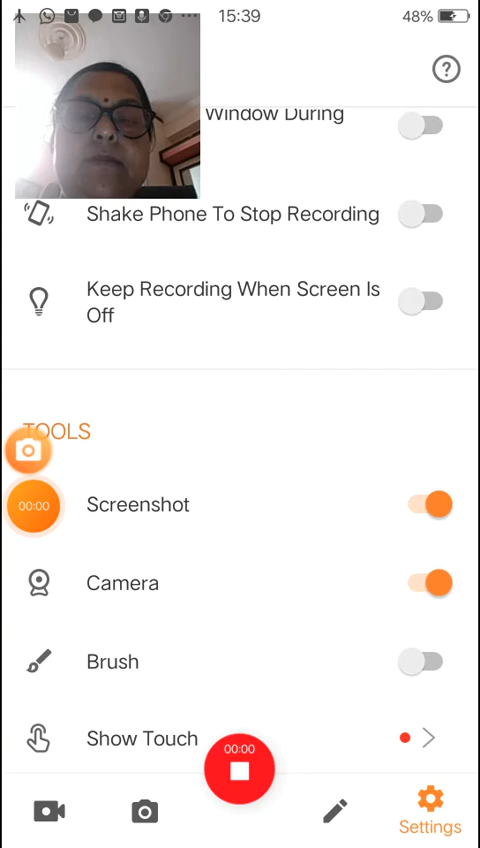 15:39
48%
Window During
Shake Phone To Stop Recording
Keep Recording When Screen Is
Off
TOOLS
00:00
Screenshot
Camera
Brush
Show Touch
00:00
Settings